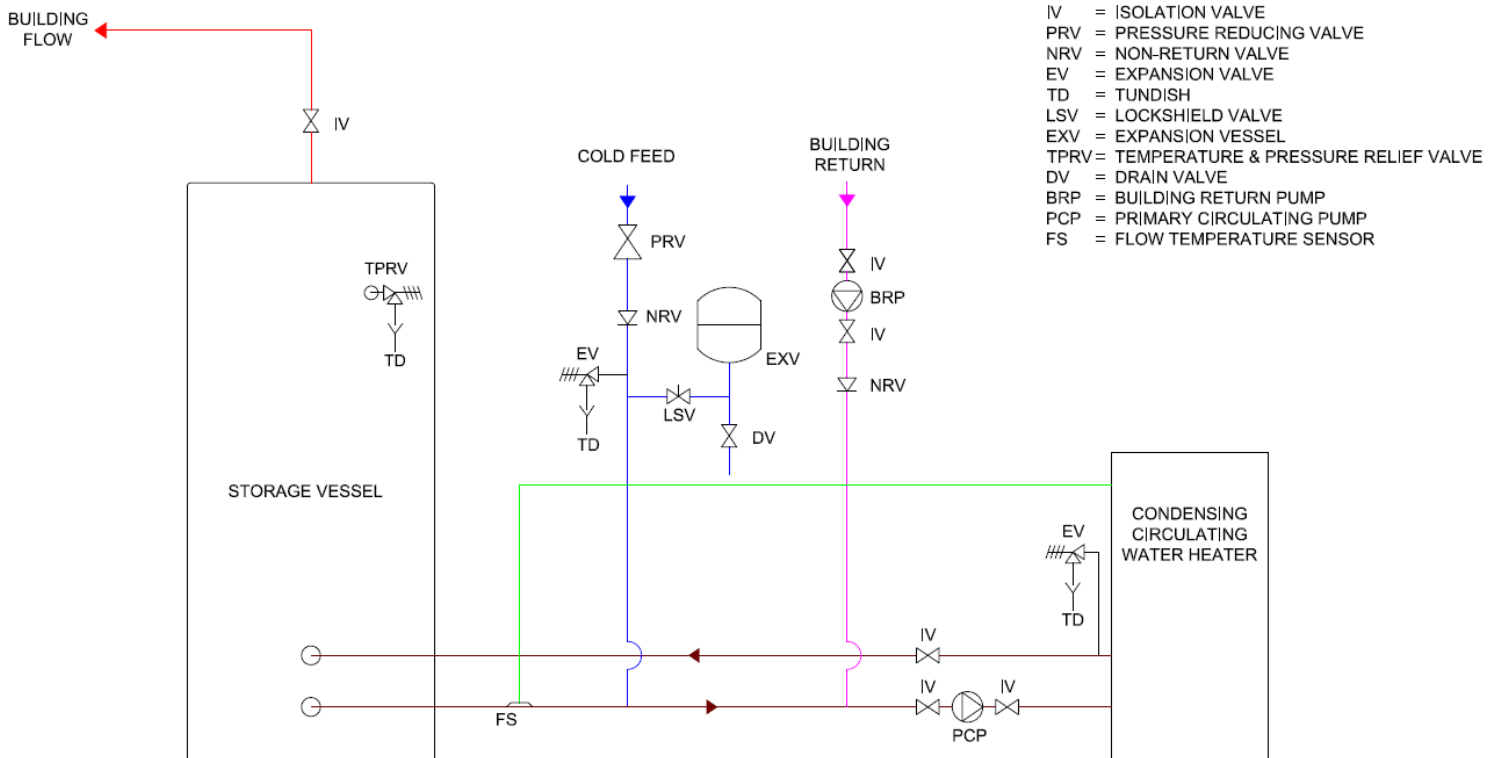 BUILDING
FLOW
IV
IV = ISOLATION VALVE
PRV = PRESSURE REDUCING VALVE
NRV = NON-RETURN VALVE
EV = EXPANSION VALVE
TD = TUNDISH
LSV = LOCKSHIELD VALVE
EXV = EXPANSION VESSEL
TPRV = TEMPERATURE & PRESSURE RELIEF VALVE
DV = DRAIN VALVE
BRP = BUILDING RETURN PUMP
PCP = PRIMARY CIRCULATING PUMP
FS = FLOW TEMPERATURE SENSOR
COLD FEED
BUILDING
RETURN
PRV
IV
TPRV
BRP
NRV
IV
EV
EXV
TD
NRV
LSV
TD
DV
STORAGE VESSEL
CONDENSING
CIRCULATING
WATER HEATER
EV
TD
IV
IV
IV
FS
PCP